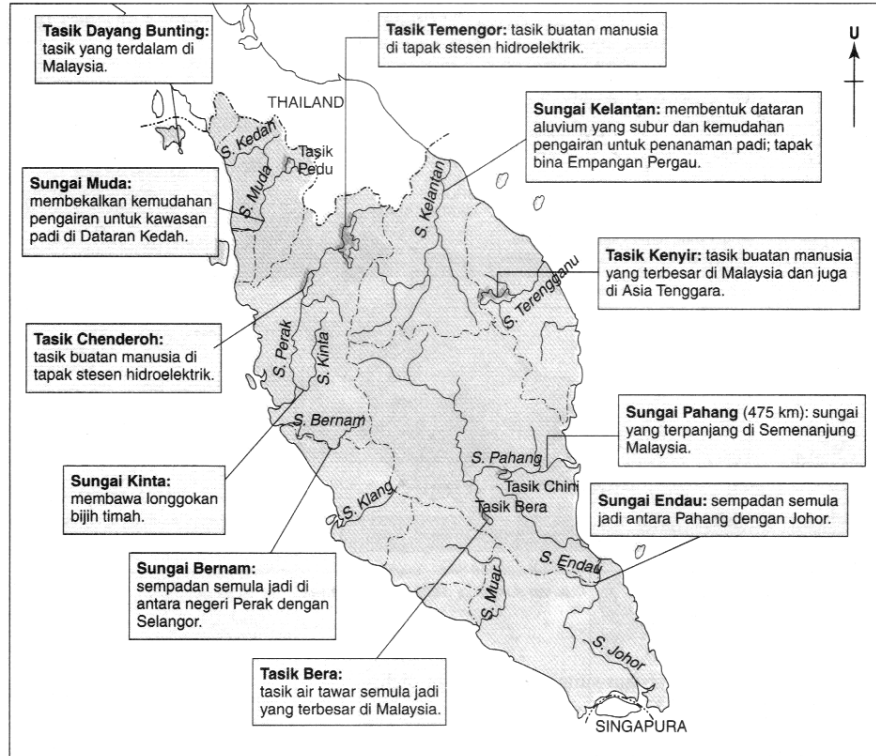 Tasik Dayang Bunting:
tasik yang terdalam di
Malaysia.
Tasik Temengor: tasik buatan manusia
di tapak stesen hidroelektrik.
U
THAILAND
Sungai Kelantan: membentuk dataran
aluvium yang subur dan kemudahan
pengairan untuk penanaman padi; tapak
bina Empangan Pergau.
S. Kedah
Tasik
Pedu
S. Muda
Sungai Muda:
membekalkan kemudahan
pengairan untuk kawasan
padi di Dataran Kedah.
S. Kelantan
Tasik Kenyir: tasik buatan manusia
yang terbesar di Malaysia dan juga
di Asia Tenggara.
S. Terengganu
Tasik Chenderoh:
tasik buatan manusia di
tapak stesen hidroelektrik.
S. Perak
S. Kinta
Sungai Pahang (475 km): sungai
yang terpanjang di Semenanjung
Malaysia.
S. Bernam
S. Pahang
Sungai Kinta:
membawa longgokan
bijih timah.
S. Klang
Tasik Chini
Tasik Bera
Sungai Endau: sempadan semula
jadi antara Pahang dengan Johor.
Sungai Bernam:
sempadan semula jadi di
antara negeri Perak dengan
Selangor.
S. Endau
S. Muar
S. Johor
Tasik Bera:
tasik air tawar semula jadi
yang terbesar di Malaysia.
SINGAPURA